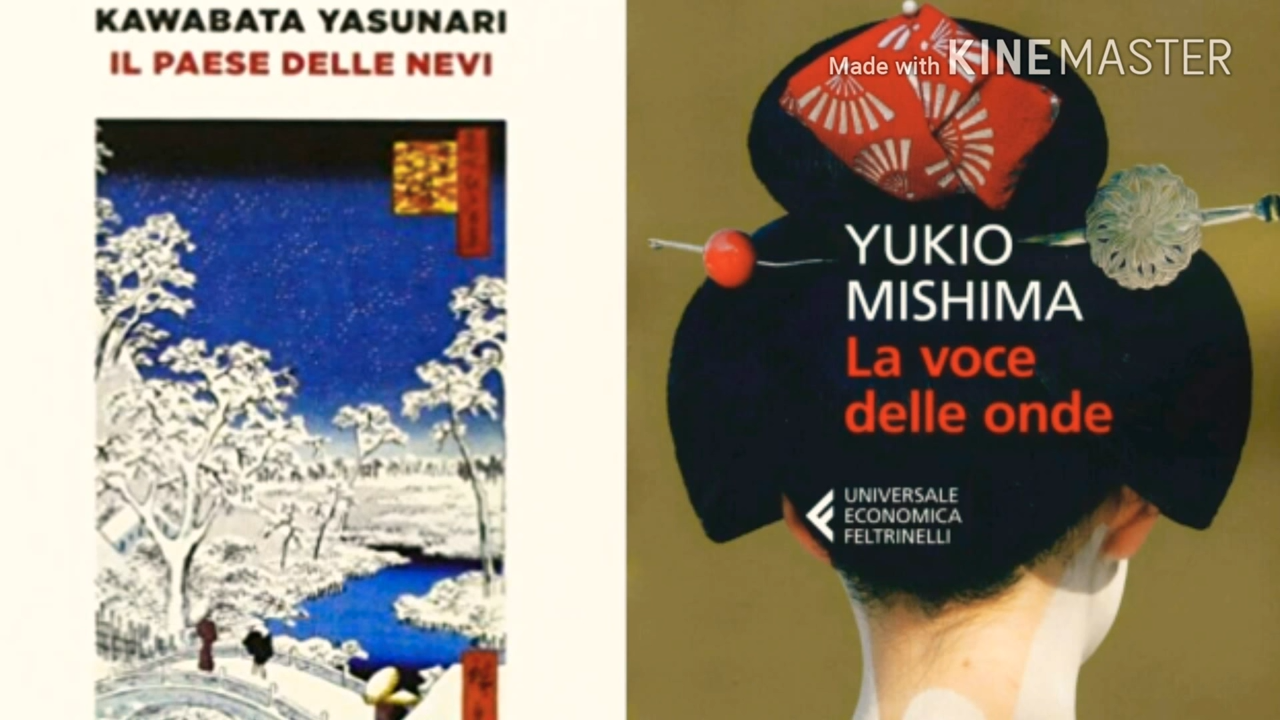 KAWABATA YASUNARI
IL PAESE DELLE NEVI
Made with KINEMASTER
YUKIO
MISHIMA
La voce
delle onde
UNIVERSALE
ECONOMICA
FELTRINELLI